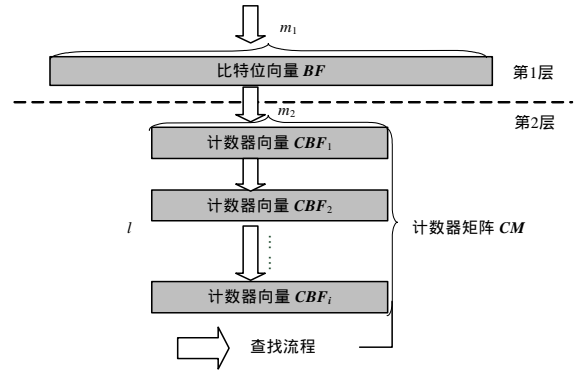 m1
比特位向量 BF
第1层
第2层
m2
计数器向量 CBF1
计数器向量 CBF2
l
计数器矩阵 CM
计数器向量 CBFi
查找流程